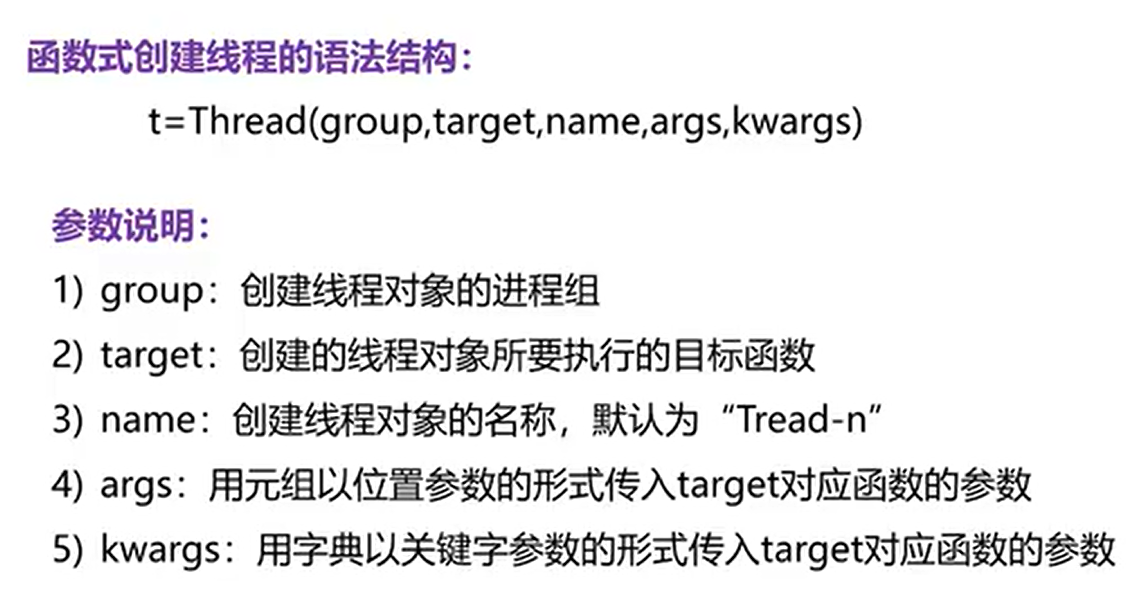 函数式创建线程的语法结构：
t=Thread(group,target,name,args,kwargs)
参数说明：
1) group：创建线程对象的进程组
2) target：创建的线程对象所要执行的目标函数
3) name：创建线程对象的名称，默认为“Tread-n”
4) args：用元组以位置参数的形式传入target对应函数的参数
5) kwargs：用字典以关键字参数的形式传入target对应函数的参数